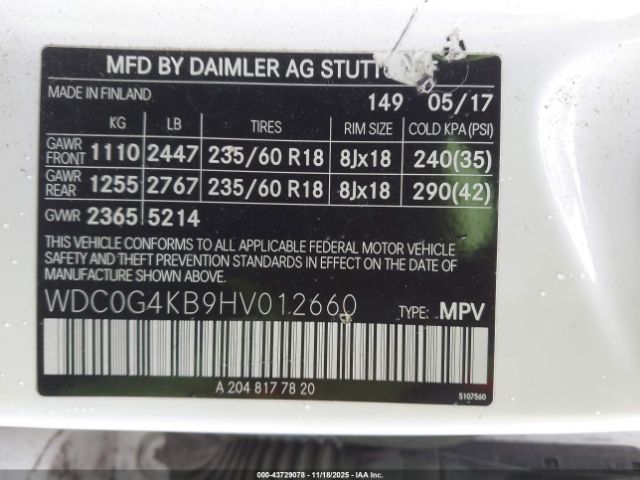 MFD BY DAIMLER AG STUTT
MADE IN FINLAND 149 05/17
KG LB TIRES RIM SIZE COLD KPA (PSI)
GAWR FRONT 1110 2447 235/60 R18 8Jx18 240(35)
GAWR REAR 1255 2767 235/60 R18 8Jx18 290(42)
GVWR 2365 5214
THIS VEHICLE CONFORMS TO ALL APPLICABLE FEDERAL MOTOR VEHICLE
SAFETY AND THEFT PREVENTION STANDARDS IN EFFECT ON THE DATE
OF MANUFACTURE SHOWN ABOVE.
WDC0G4KB9HV012660 TYPE: MPV
A 204 817 78 20
5107560
00-43729078 - 11/18/2025 - Copyright © IAA, Inc.